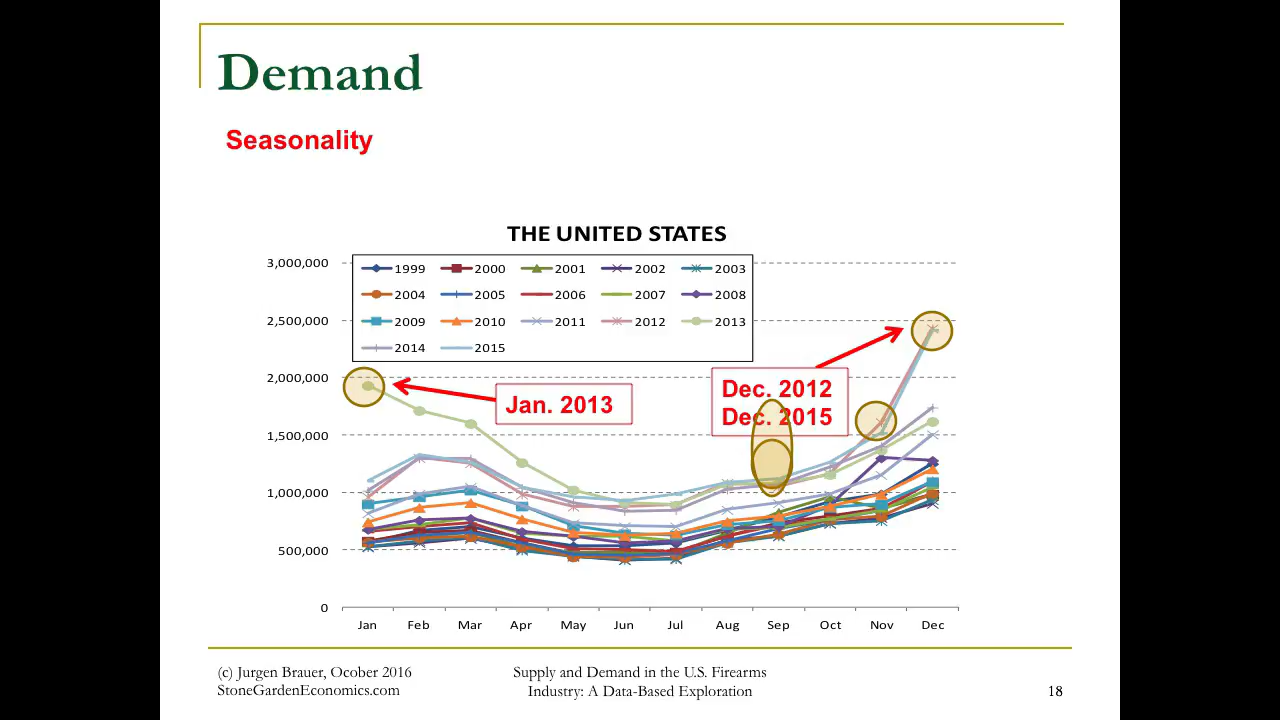 Demand
Seasonality
THE UNITED STATES
3,000,000
2,500,000
2,000,000
1,500,000
1,000,000
500,000
0
1999 2000 2001 2002 2003
2004 2005 2006 2007 2008
2009 2010 2011 2012 2013
2014 2015
Jan. 2013
Dec. 2012
Dec. 2015
Jan Feb Mar Apr May Jun Jul Aug Sep Oct Nov Dec
(c) Jurgen Brauer, Ocober 2016
StoneGardenEconomics.com
Supply and Demand in the U.S. Firearms
Industry: A Data-Based Exploration
18